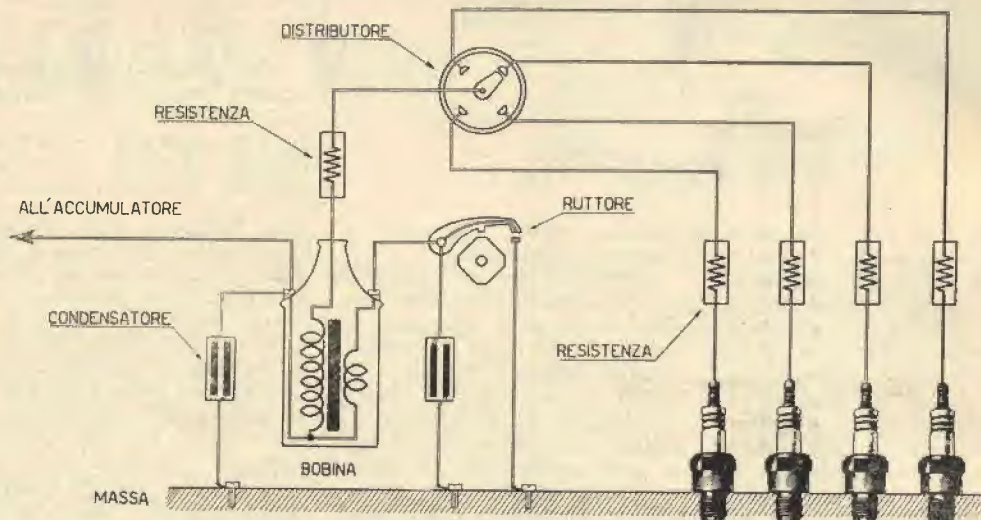 DISTRIBUTORE
RESISTENZA
ALL'ACCUMULATORE
RUTTORE
CONDENSATORE
RESISTENZA
BOBINA
MASSA